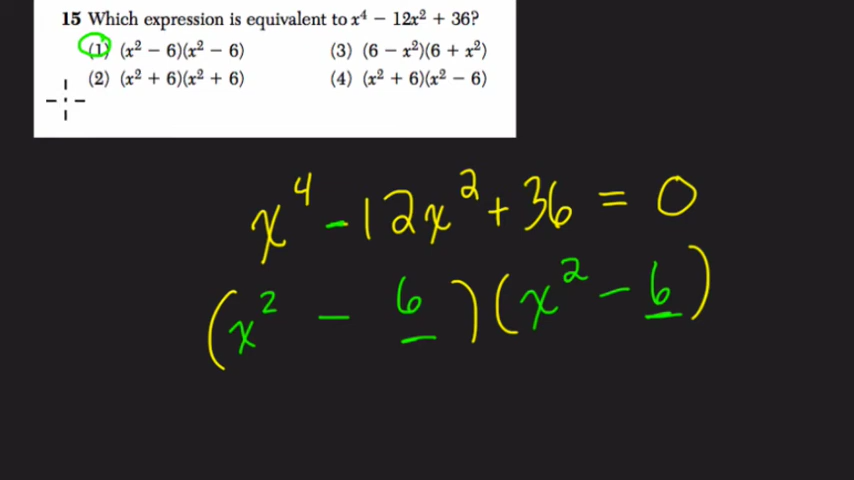 15 Which expression is equivalent to x⁴ − 12x² + 36?
(1) (x² − 6)(x² − 6) (3) (6 − x²)(6 + x²)
(2) (x² + 6)(x² + 6) (4) (x² + 6)(x² − 6)
x⁴ - 12x² + 36 = 0
(x² - 6)(x² - 6)